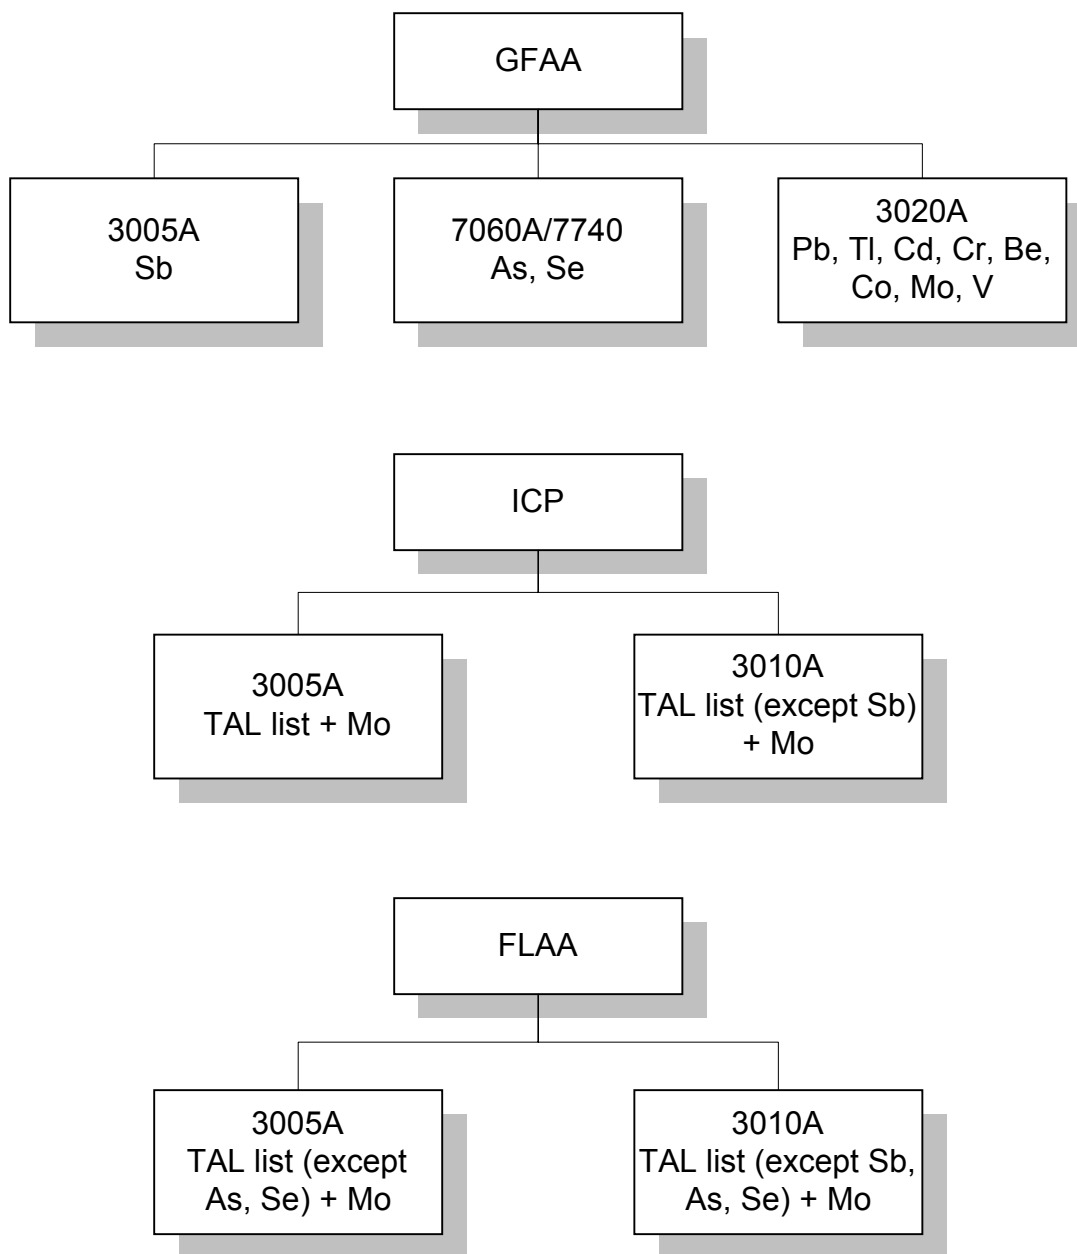 GFAA
3005A
Sb
7060A/7740
As, Se
3020A
Pb, Tl, Cd, Cr, Be,
Co, Mo, V
ICP
3005A
TAL list + Mo
3010A
TAL list (except Sb)
+ Mo
FLAA
3005A
TAL list (except
As, Se) + Mo
3010A
TAL list (except Sb,
As, Se) + Mo